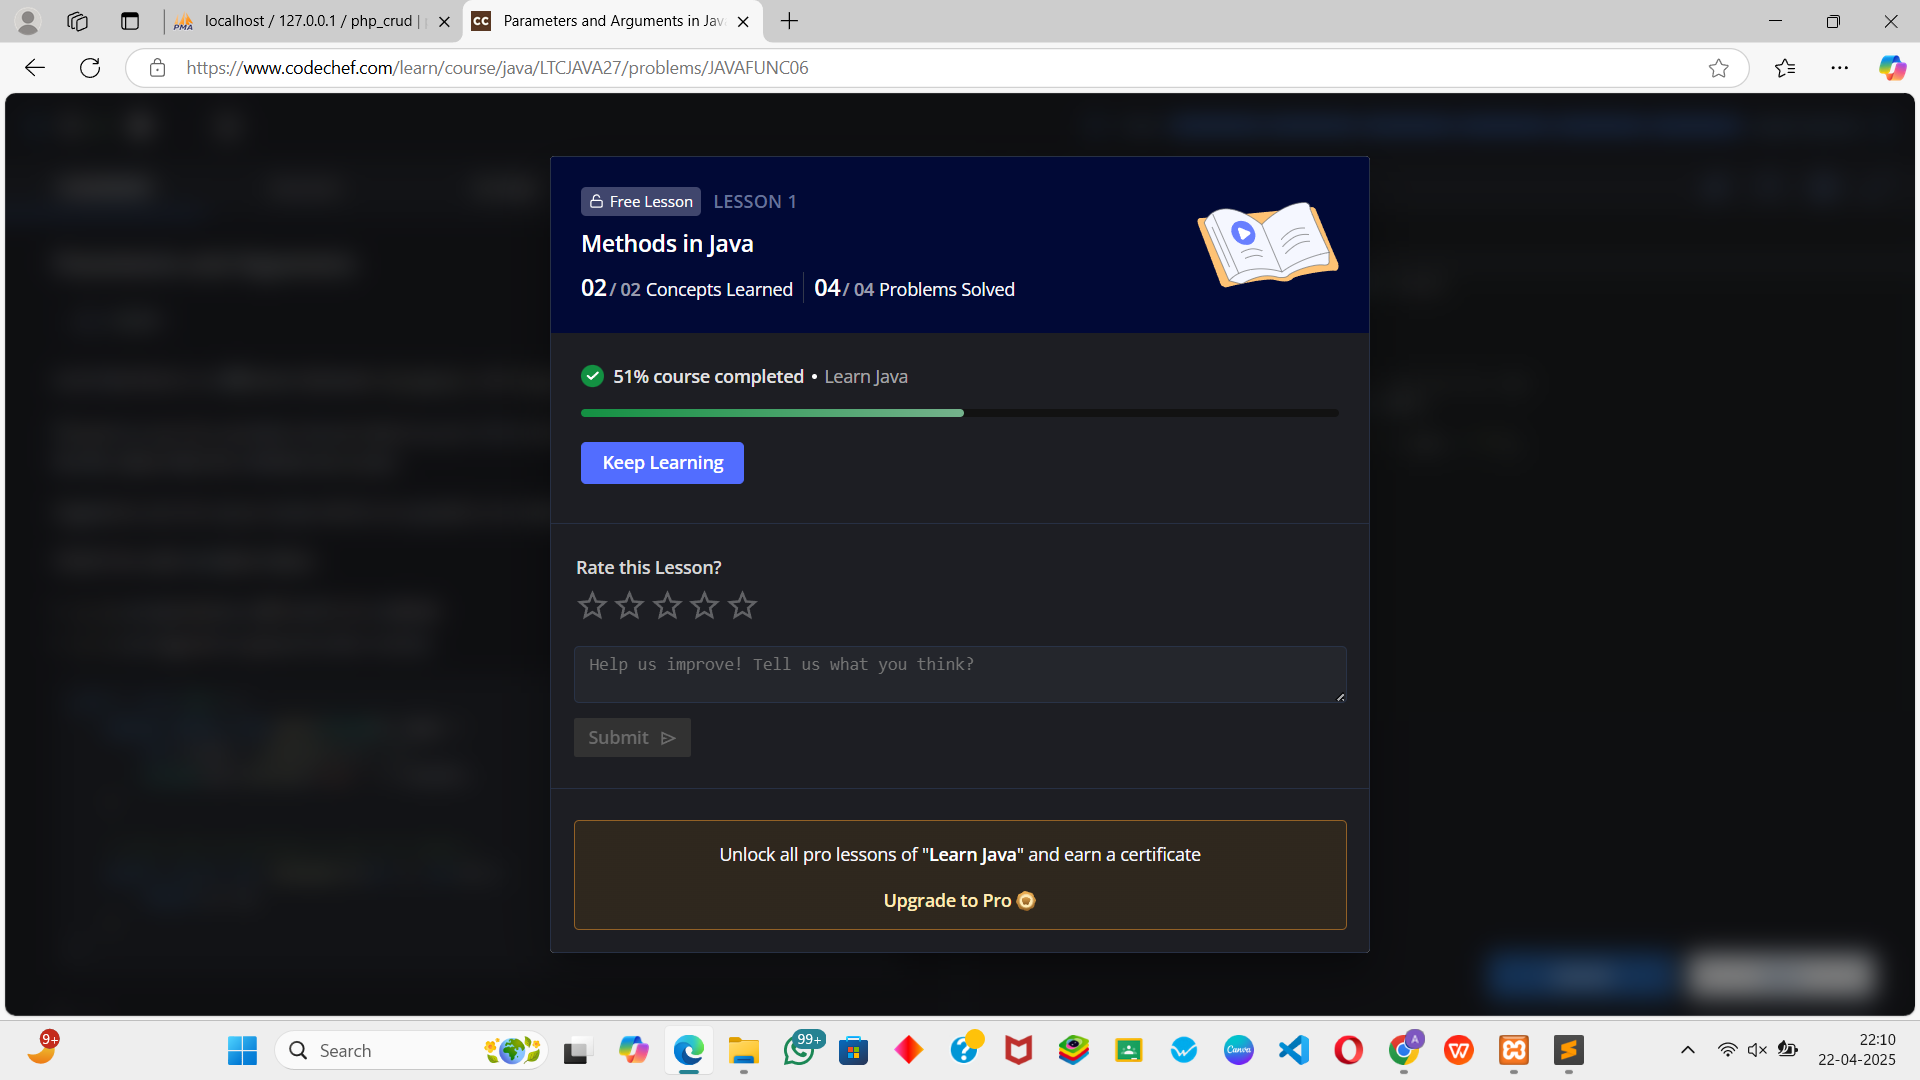 localhost / 127.0.0.1 / php_crud |
Parameters and Arguments in Jav
https://www.codechef.com/learn/course/java/LTCJAVA27/problems/JAVAFUNC06
Free Lesson LESSON 1
Methods in Java
02 / 02 Concepts Learned 04 / 04 Problems Solved
51% course completed • Learn Java
Keep Learning
Rate this Lesson?
Help us improve! Tell us what you think?
Submit
Unlock all pro lessons of "Learn Java" and earn a certificate
Upgrade to Pro
9+
Search
99+
Canva
A
22:10
22-04-2025